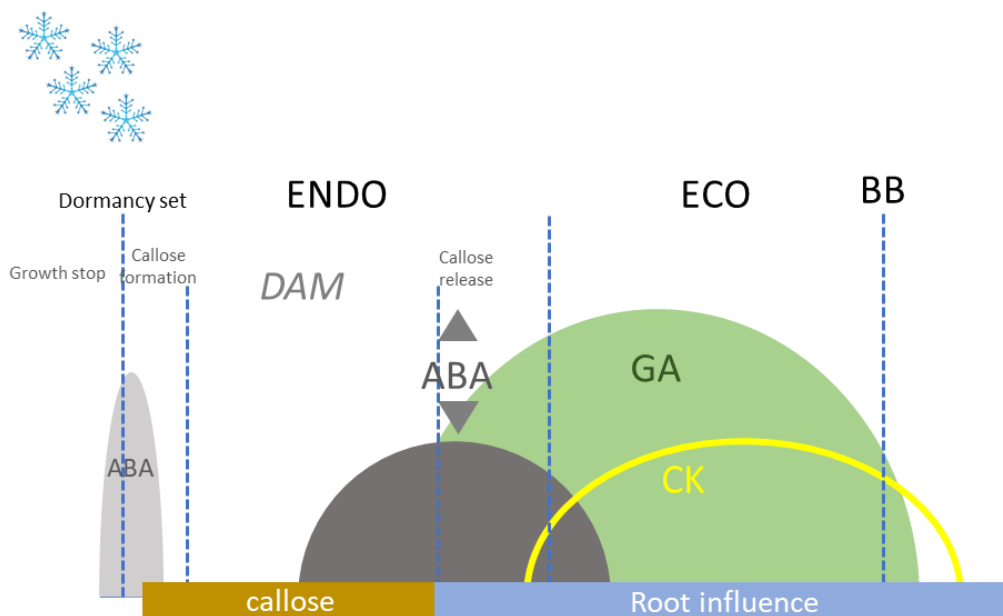 Dormancy set
ENDO
ECO
BB
Growth stop
Callose
formation
DAM
Callose
release
ABA
ABA
GA
CK
callose
Root influence